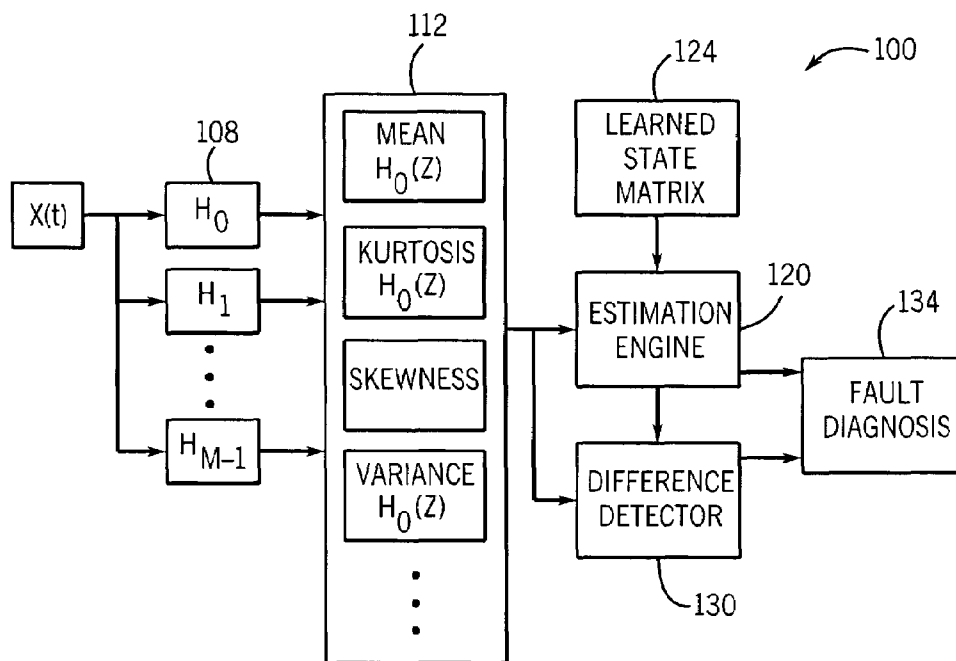 112
124
100
108
MEAN
H₀(Z)
LEARNED
STATE
MATRIX
X(t)
H₀
KURTOSIS
H₀(Z)
H₁
120
ESTIMATION
ENGINE
134
SKEWNESS
FAULT
DIAGNOSIS
H_M-1
VARIANCE
H₀(Z)
DIFFERENCE
DETECTOR
130